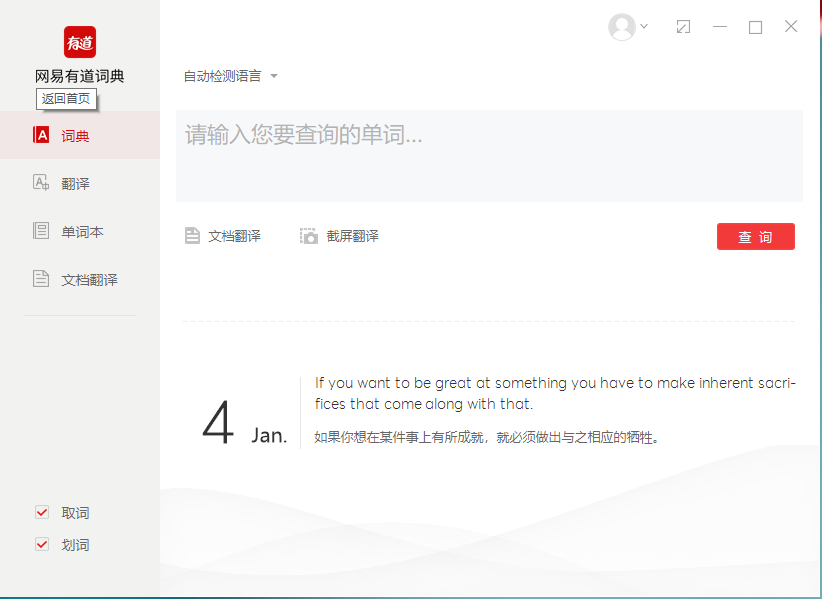 有道
网易有道词典
返回首页
词典
翻译
单词本
文档翻译
取词
划词
自动检测语言
请输入您要查询的单词...
文档翻译
截屏翻译
查 询
4 Jan.
If you want to be great at something you have to make inherent sacri-
fices that come along with that.
如果你想在某件事上有所成就，就必须做出与之相应的牺牲。